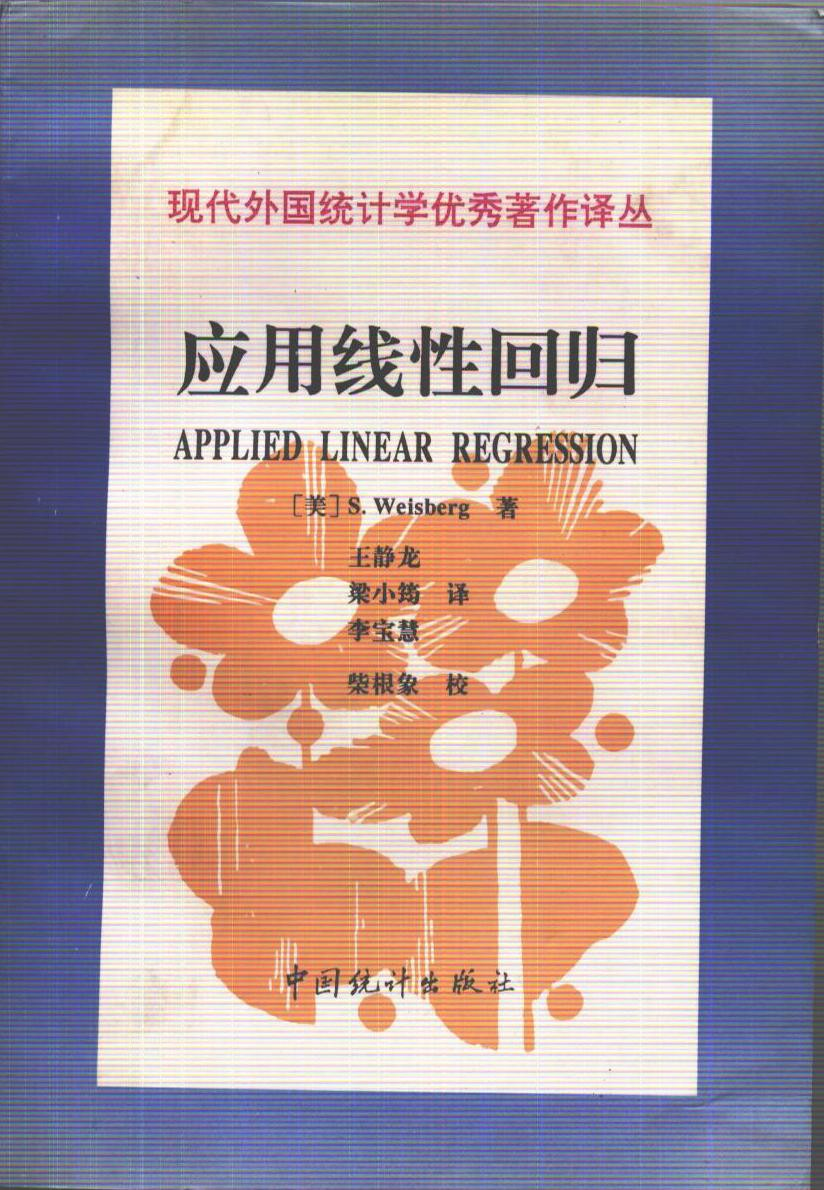 现代外国统计学优秀著作译丛
应用线性回归
APPLIED LINEAR REGRESSION
[美] S. Weisberg 著
王静龙
梁小筠 译
李宝慧
柴根象 校
中国统计出版社